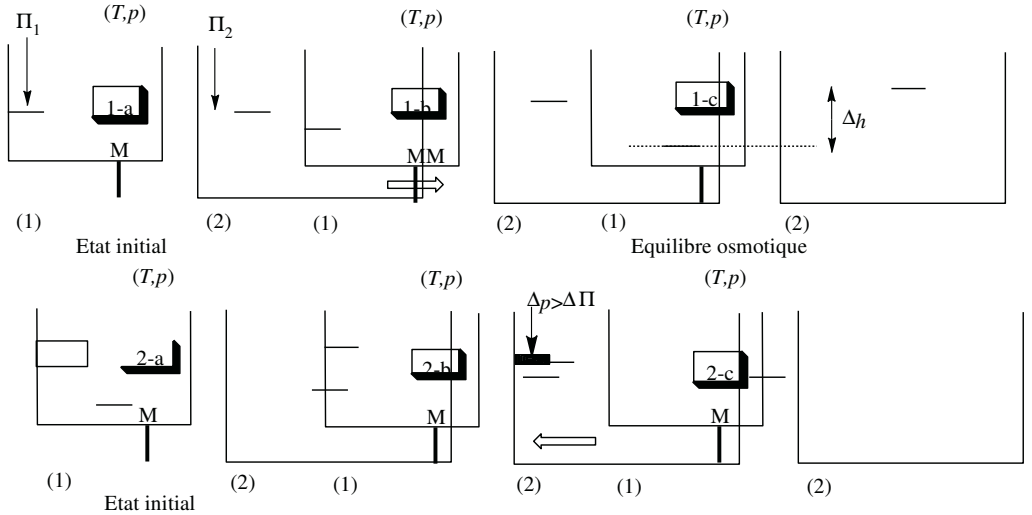 (T,p) (T,p) (T,p)
Π1 Π2
1-a 1-b 1-c
Δh
M MM
(1) (2) (1) (2) (1) (2)
Etat initial Equilibre osmotique
(T,p) (T,p) (T,p)
Δp>ΔΠ
2-a 2-b 2-c
M M M
(1) (2) (1) (2) (1) (2)
Etat initial